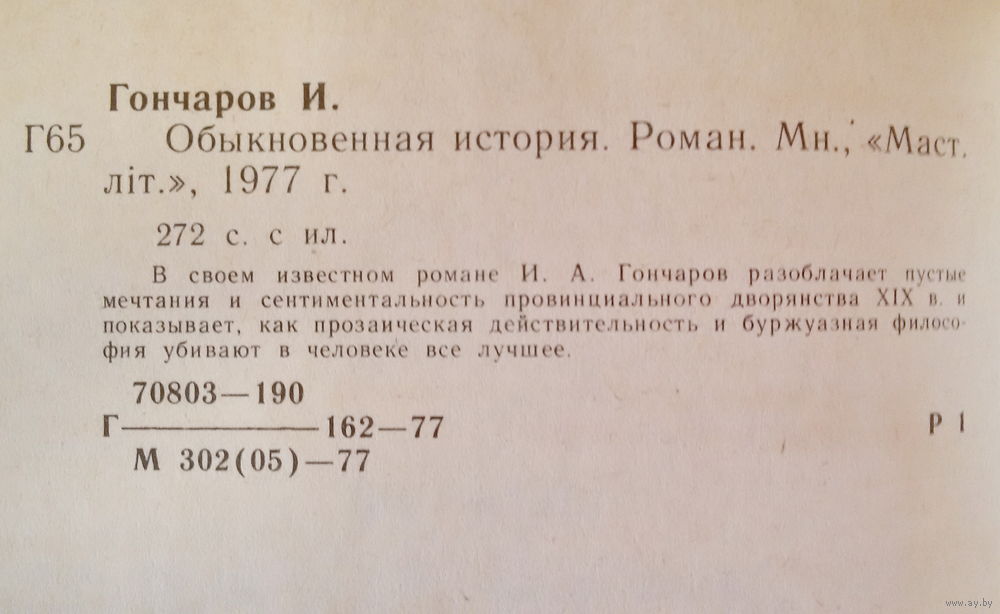 Гончаров И.
Г65 Обыкновенная история. Роман. Мн., «Маст.
літ.», 1977 г.
272 с. с ил.
В своем известном романе И. А. Гончаров разоблачает пустые
мечтания и сентиментальность провинциального дворянства XIX в. и
показывает, как прозаическая действительность и буржуазная филосо-
фия убивают в человеке все лучшее.
70803—190
Г————162—77
М 302(05)—77
Р 1
www.ay.by